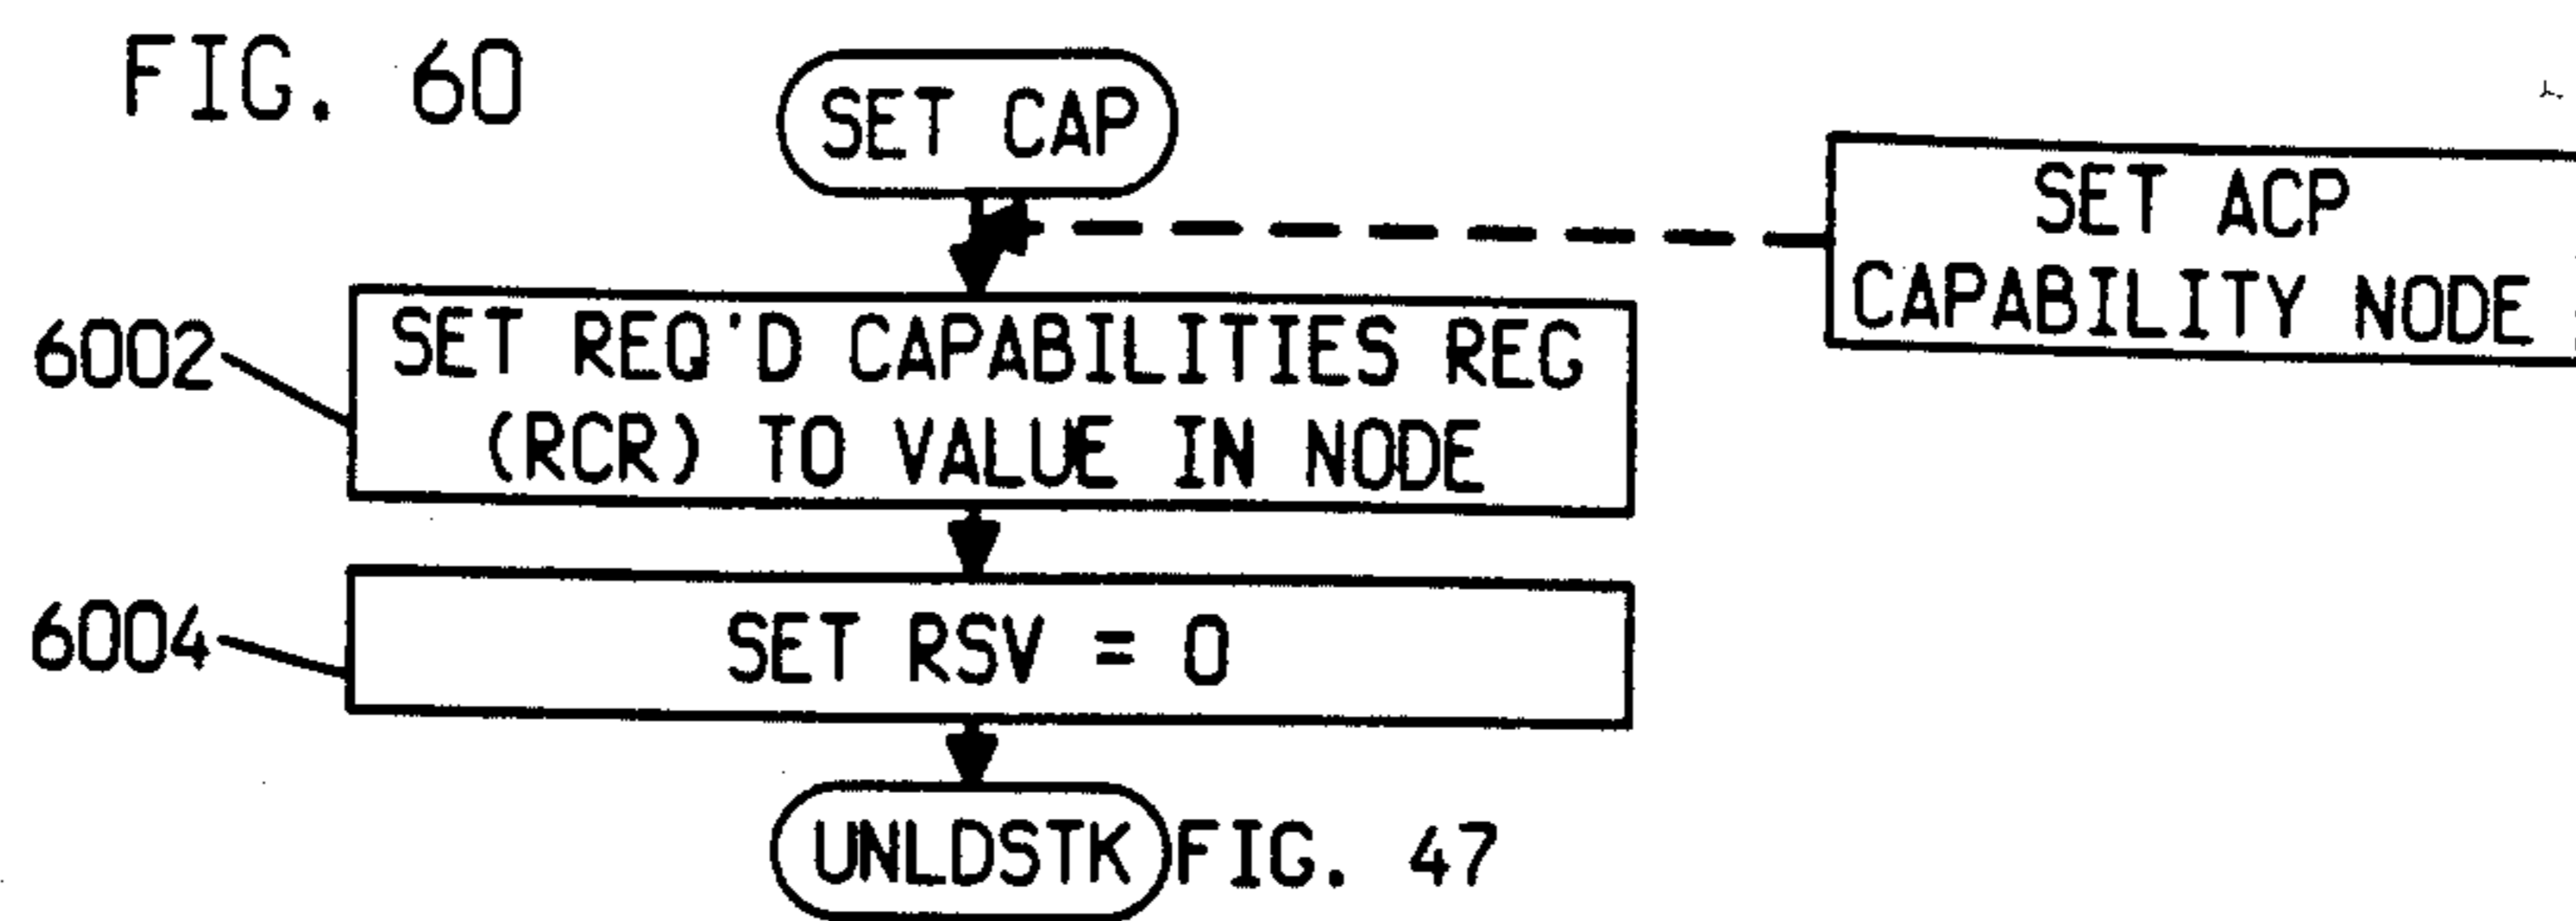 FIG. 60
SET CAP
SET ACP
CAPABILITY NODE
6002
SET REQ'D CAPABILITIES REG
(RCR) TO VALUE IN NODE
6004
SET RSV = 0
UNLDSTK
FIG. 47